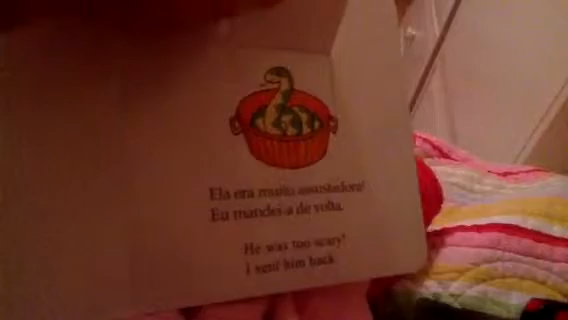 Ela era muito assustadora!
Eu mandei-a de volta.
He was too scary!
I sent him back.